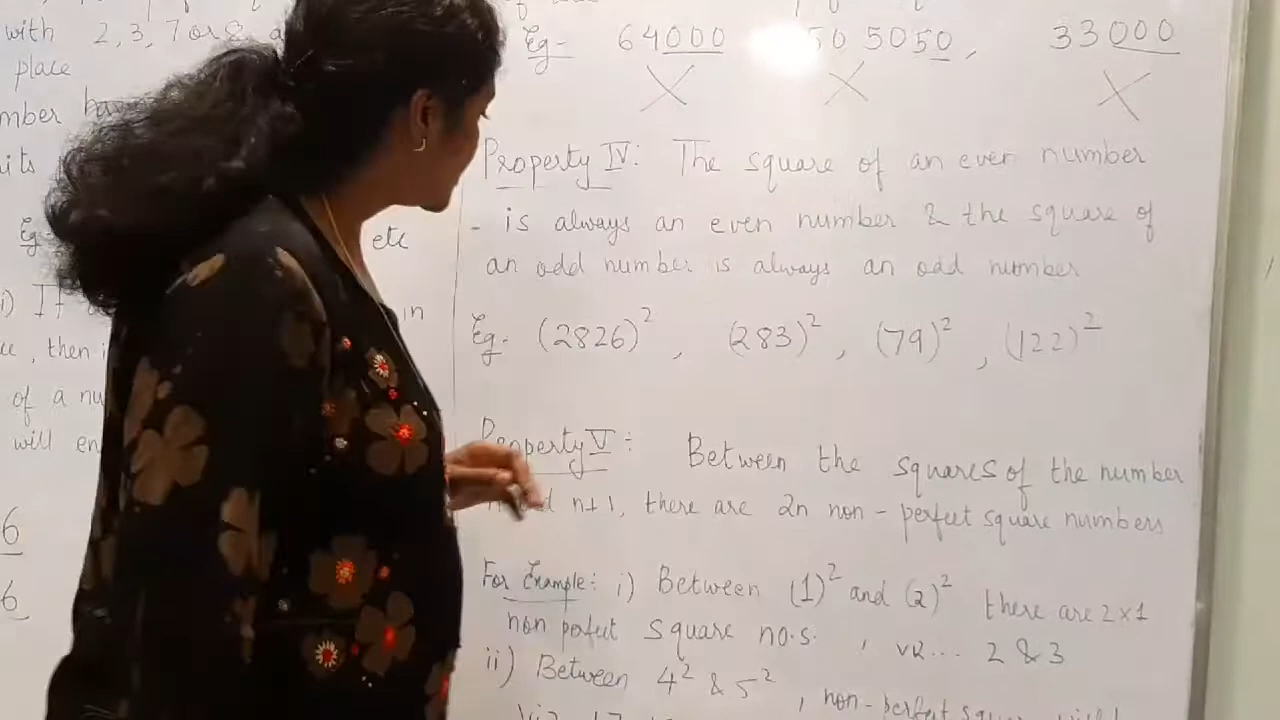 with 2, 3, 7 or 8 a
place
mber hav
its
Eg etc
i) If in
ce, then i
of a nu
will en
6
6
Eg- 64000 50 5050, 33000
X X X
Property IV: The square of an even number
- is always an even number & the square of
an odd number is always an odd number
Eg- (2826)², (283)², (79)², (122)²
Property V: Between the squares of the number
n+1, there are 2n non-perfect square numbers
For Example: i) Between (1)² and (2)² there are 2x1
non perfect square no.s. , viz... 2 & 3
ii) Between 4² & 5², non-perfect square
viz 17